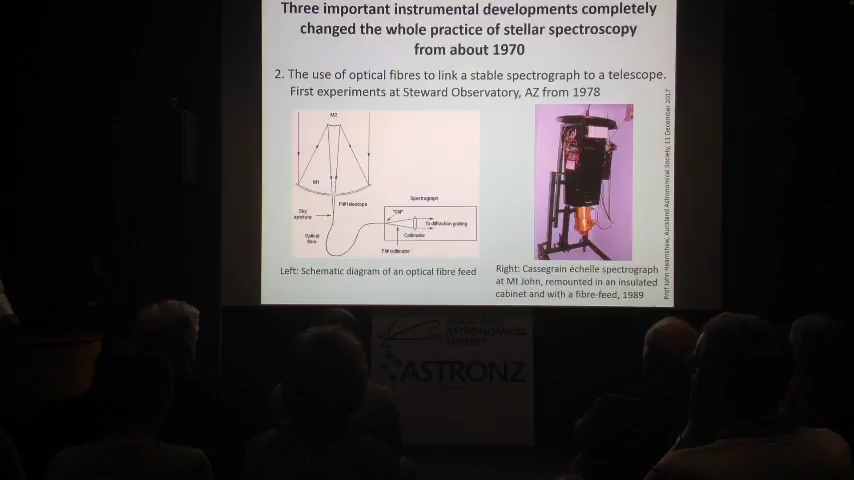 Three important instrumental developments completely
changed the whole practice of stellar spectroscopy
from about 1970
2. The use of optical fibres to link a stable spectrograph to a telescope.
First experiments at Steward Observatory, AZ from 1978
M2
M1
F/# telescope
Sky
aperture
Optical
fibre
Spectrograph
"Slit"
To diffraction grating
Collimator
F/# collimator
Left: Schematic diagram of an optical fibre feed
Right: Cassegrain échelle spectrograph
at Mt John, remounted in an insulated
cabinet and with a fibre-feed, 1989
Prof John Hearnshaw, Auckland Astronomical Society, 11 December 2017
AUCKLAND
ASTRONOMICAL
SOCIETY
ASTRONZ